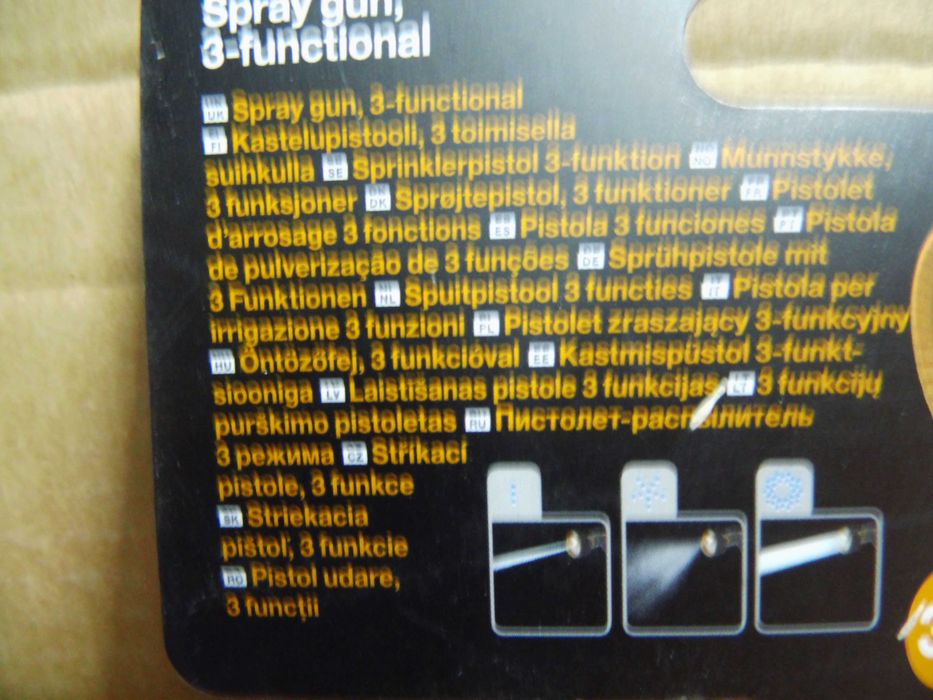 Spray gun,
3-functional
UK Spray gun, 3-functional
FI Kastelupistooli, 3 toimisella
suihkulla SE Sprinklerpistol 3-funktion NO Munnstykke,
3 funksjoner DK Sprøjtepistol, 3 funktioner FR Pistolet
d'arrosage 3 fonctions ES Pistola 3 funciones PT Pistola
de pulverização de 3 funções DE Sprühpistole mit
3 Funktionen NL Spuitpistool 3 functies IT Pistola per
irrigazione 3 funzioni PL Pistolet zraszający 3-funkcyjny
HU Öntözőfej, 3 funkcióval EE Kastmispüstol 3-funkt-
siooniga LV Laistīšanas pistole 3 funkcijas LT 3 funkcijų
purškimo pistoletas RU Пистолет-распылитель
3 режима CZ Stříkací
pistole, 3 funkce
SK Striekacia
pištoľ, 3 funkcie
RO Pistol udare,
3 funcții